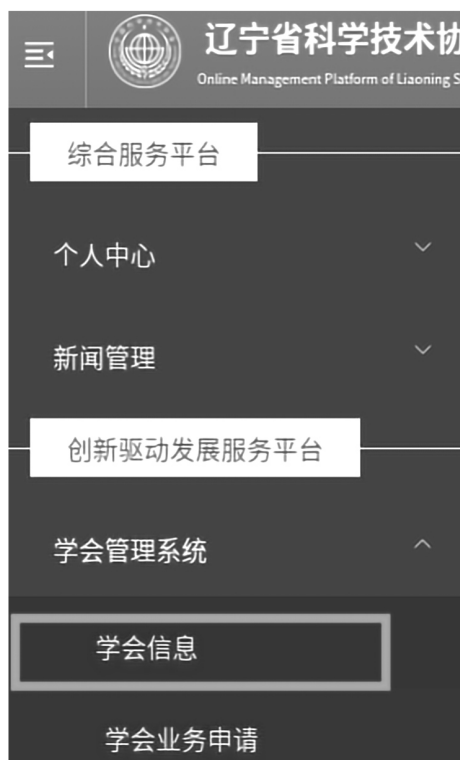 辽宁省科学技术协
Online Management Platform of Liaoning S
综合服务平台
个人中心
新闻管理
创新驱动发展服务平台
学会管理系统
学会信息
学会业务申请